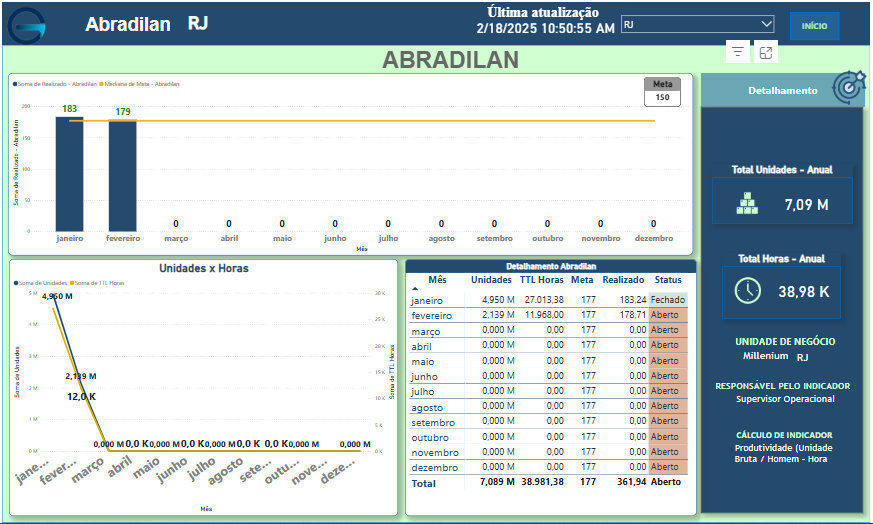 Abradilan RJ
Última atualização
2/18/2025 10:50:55 AM
RJ
INÍCIO
ABRADILAN
Soma de Realizado - Abradilan Mediana de Meta - Abradilan
Meta
150
Soma de Realizado - Abradilan
200
150
100
50
0
183 179 0 0 0 0 0 0 0 0 0 0
janeiro fevereiro março abril maio junho julho agosto setembro outubro novembro dezembro
Mês
Unidades x Horas
Soma de Unidades Soma de TTL Horas
Soma de Unidades
5 M
4 M
3 M
2 M
1 M
0 M
30 K
25 K
20 K
15 K
10 K
5 K
0 K
Soma de TTL Horas
4,950 M
2,139 M
12,0 K
0,000 M 0,0 K 0,000 M 0,0 K 0,000 M 0,0 K 0,0 K 0,000 M 0,000 M
jane... fever... março abril maio junho julho agosto sete... outu... nove... deze...
Mês
Detalhamento Abradilan
Mês Unidades TTL Horas Meta Realizado Status
janeiro 4,950 M 27.013,38 177 183,24 Fechado
fevereiro 2,139 M 11.968,00 177 178,71 Aberto
março 0,000 M 0,00 177 0,00 Aberto
abril 0,000 M 0,00 177 0,00 Aberto
maio 0,000 M 0,00 177 0,00 Aberto
junho 0,000 M 0,00 177 0,00 Aberto
julho 0,000 M 0,00 177 0,00 Aberto
agosto 0,000 M 0,00 177 0,00 Aberto
setembro 0,000 M 0,00 177 0,00 Aberto
outubro 0,000 M 0,00 177 0,00 Aberto
novembro 0,000 M 0,00 177 0,00 Aberto
dezembro 0,000 M 0,00 177 0,00 Aberto
Total 7,089 M 38.981,38 177 361,94 Aberto
Detalhamento
Total Unidades - Anual
7,09 M
Total Horas - Anual
38,98 K
UNIDADE DE NEGÓCIO
Millenium RJ
RESPONSÁVEL PELO INDICADOR
Supervisor Operacional
CÁLCULO DE INDICADOR
Produtividade (Unidade
Bruta / Homem - Hora